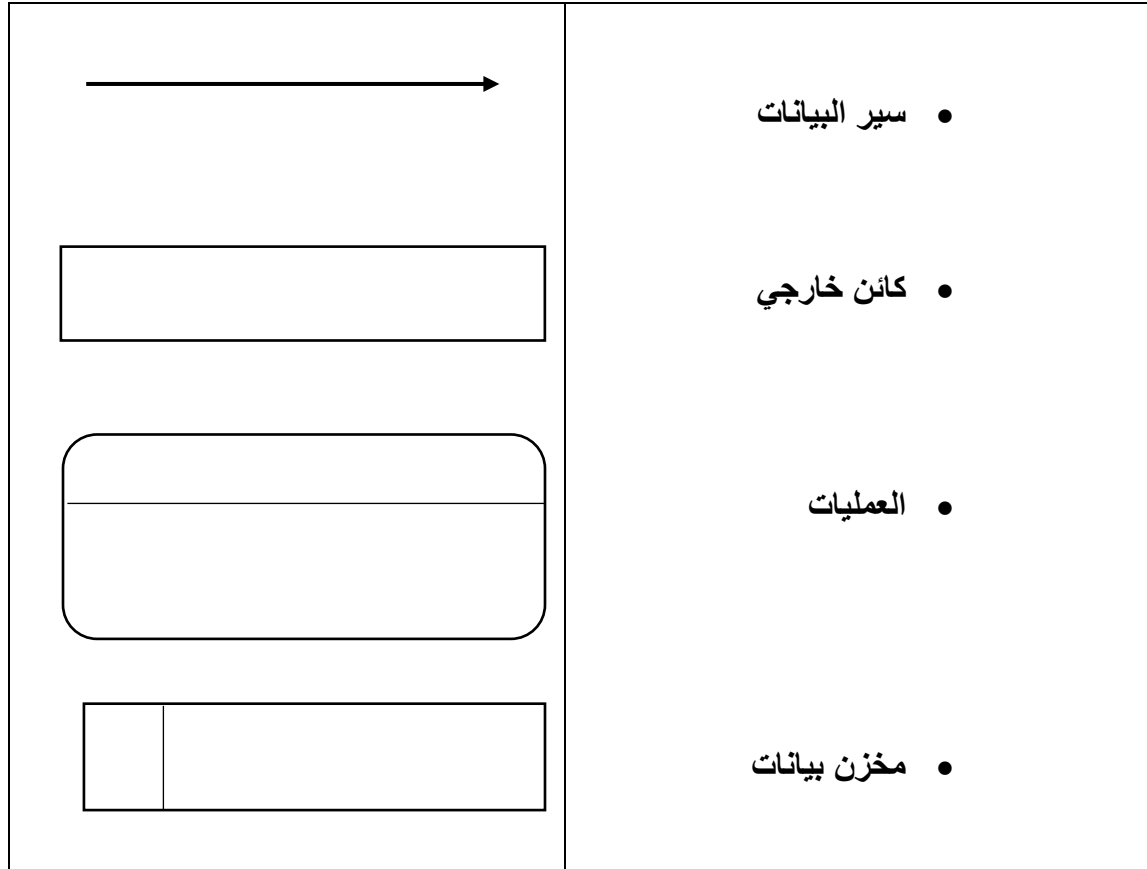 • سير البيانات
• كائن خارجي
• العمليات
• مخزن بيانات